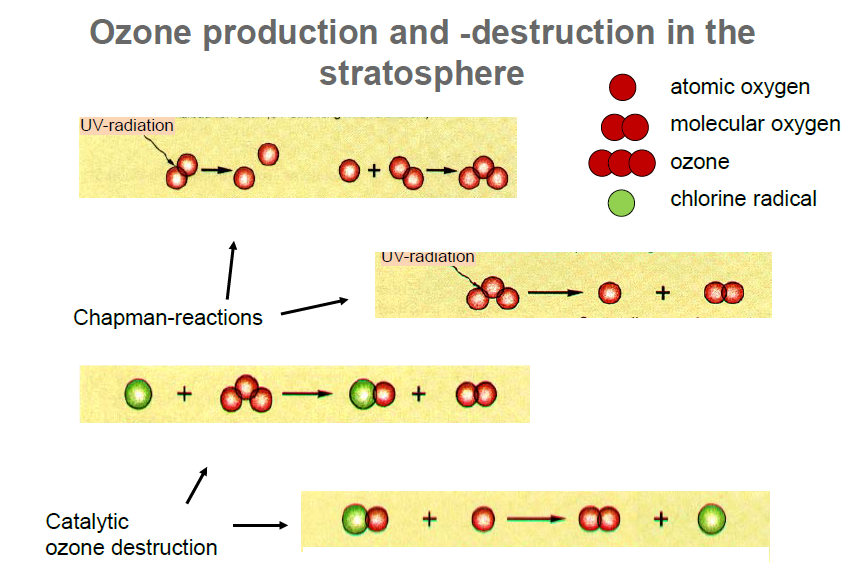 Ozone production and -destruction in the
stratosphere
atomic oxygen
molecular oxygen
ozone
chlorine radical
UV-radiation
+
UV-radiation
+
Chapman-reactions
+ +
Catalytic
ozone destruction
+ +